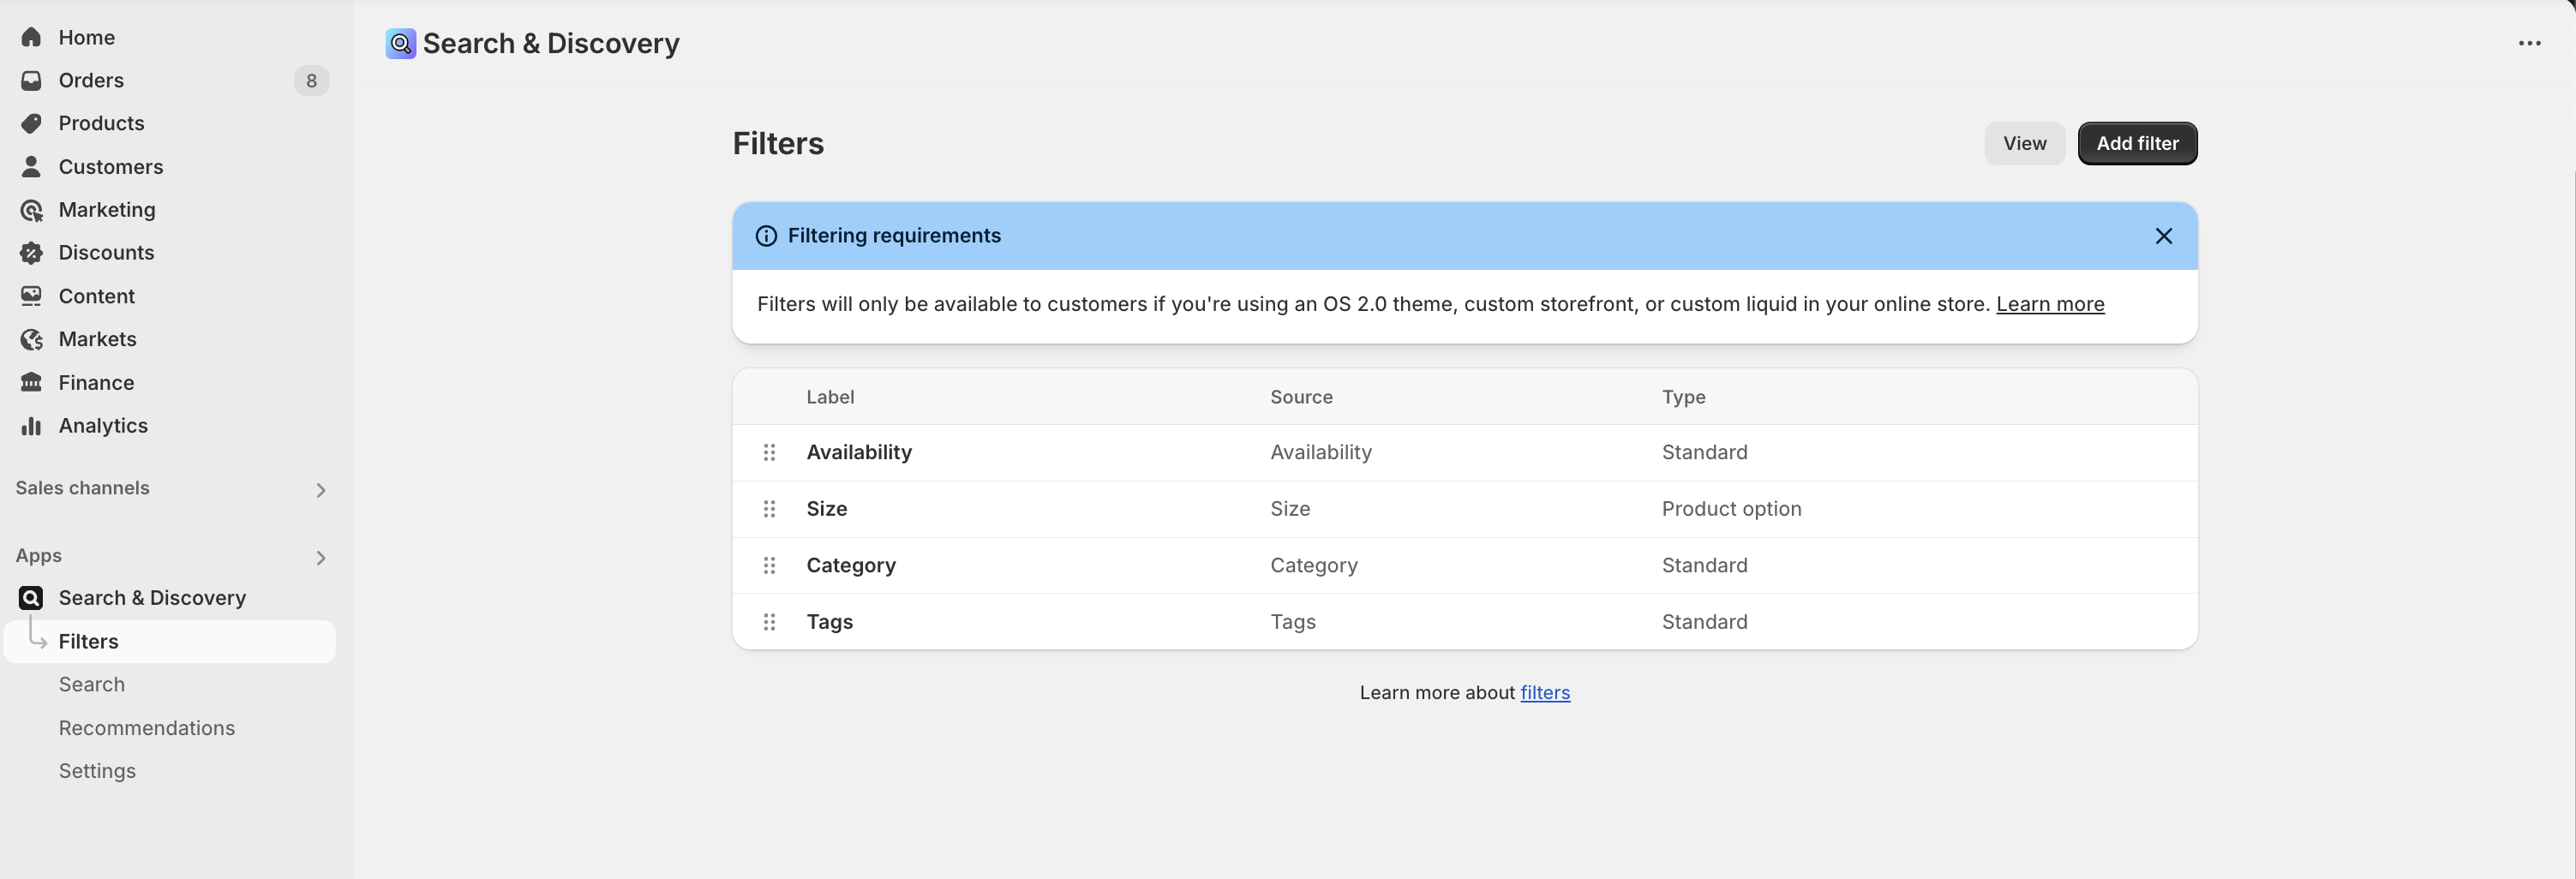 Home
Orders 8
Products
Customers
Marketing
Discounts
Content
Markets
Finance
Analytics
Sales channels
Apps
Search & Discovery
Filters
Search
Recommendations
Settings
Search & Discovery
Filters
View
Add filter
Filtering requirements
Filters will only be available to customers if you're using an OS 2.0 theme, custom storefront, or custom liquid in your online store. Learn more
Label Source Type
Availability Availability Standard
Size Size Product option
Category Category Standard
Tags Tags Standard
Learn more about filters